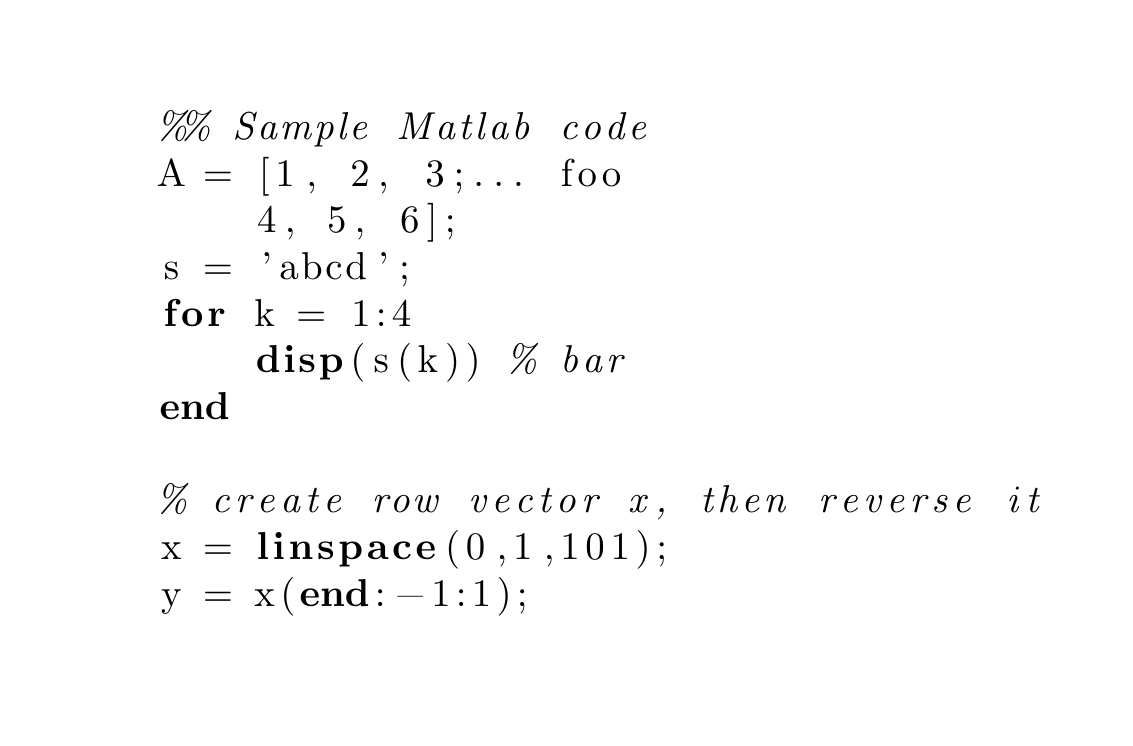 %% Sample Matlab code
A = [1, 2, 3;... foo
    4, 5, 6];
s = 'abcd';
for k = 1:4
    disp(s(k)) % bar
end

% create row vector x, then reverse it
x = linspace(0,1,101);
y = x(end:-1:1);